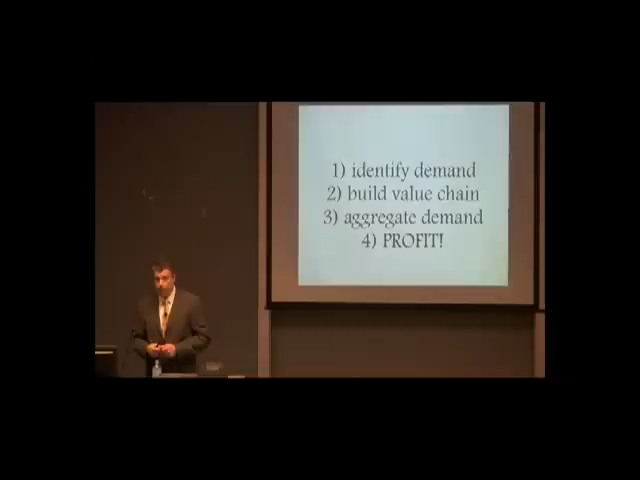 1) identify demand
2) build value chain
3) aggregate demand
4) PROFIT!